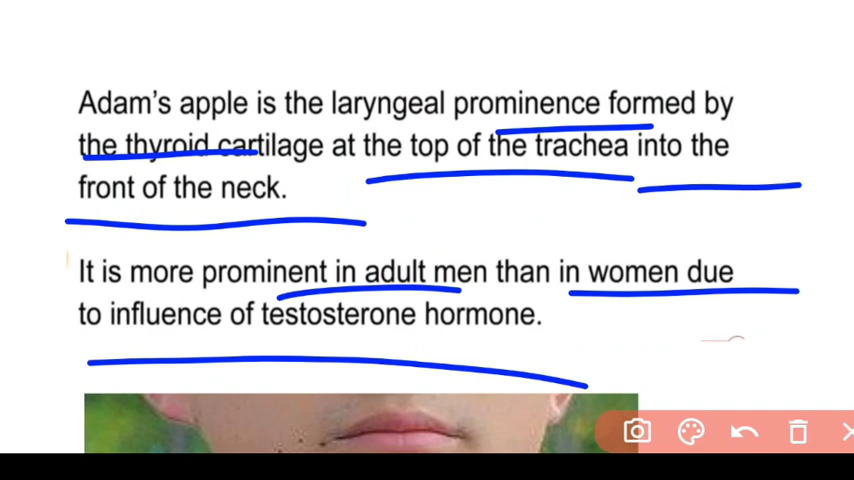 Adam's apple is the laryngeal prominence formed by
the thyroid cartilage at the top of the trachea into the
front of the neck.
It is more prominent in adult men than in women due
to influence of testosterone hormone.